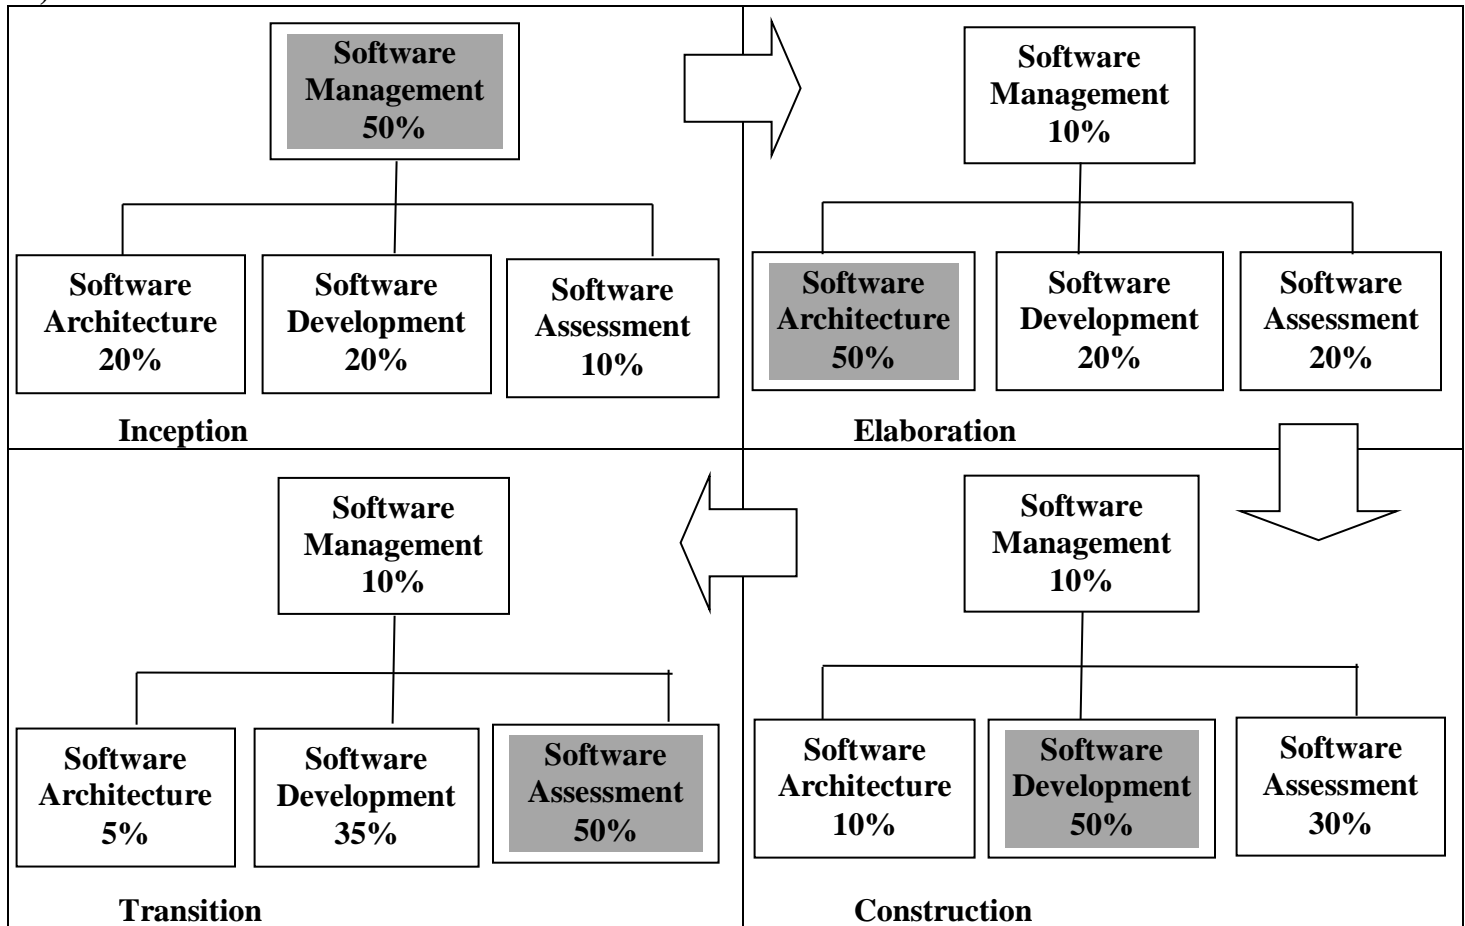 Software
Management
50%
Software
Architecture
20%
Software
Development
20%
Software
Assessment
10%
Inception
Software
Management
10%
Software
Architecture
50%
Software
Development
20%
Software
Assessment
20%
Elaboration
Software
Management
10%
Software
Architecture
5%
Software
Development
35%
Software
Assessment
50%
Transition
Software
Management
10%
Software
Architecture
10%
Software
Development
50%
Software
Assessment
30%
Construction